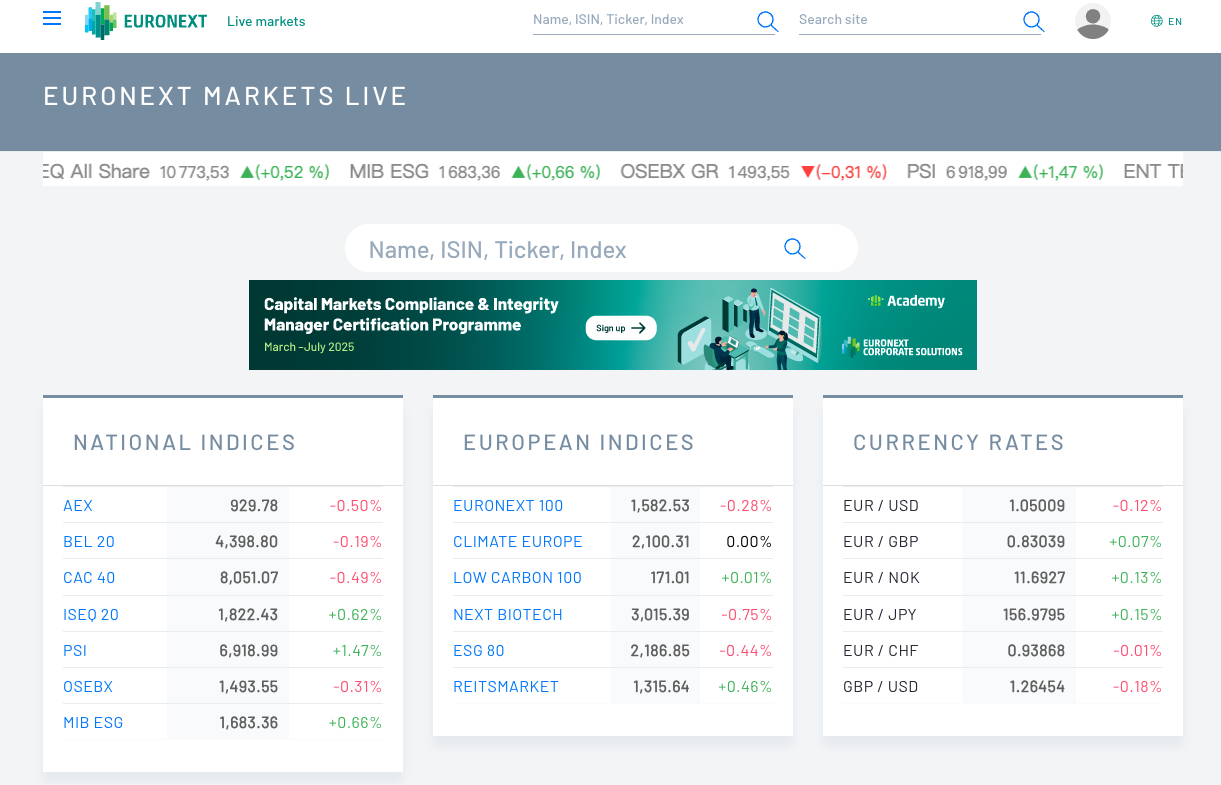 EURONEXT Live markets Name, ISIN, Ticker, Index Search site EN
EURONEXT MARKETS LIVE
EQ All Share 10 773,53 ▲(+0,52 %) MIB ESG 1 683,36 ▲(+0,66 %) OSEBX GR 1 493,55 ▼(−0,31 %) PSI 6 918,99 ▲(+1,47 %) ENT
Name, ISIN, Ticker, Index
Capital Markets Compliance & Integrity
Manager Certification Programme
March –July 2025
Sign up →
Academy
EURONEXT
CORPORATE SOLUTIONS
NATIONAL INDICES
AEX 929.78 -0.50%
BEL 20 4,398.80 -0.19%
CAC 40 8,051.07 -0.49%
ISEQ 20 1,822.43 +0.62%
PSI 6,918.99 +1.47%
OSEBX 1,493.55 -0.31%
MIB ESG 1,683.36 +0.66%
EUROPEAN INDICES
EURONEXT 100 1,582.53 -0.28%
CLIMATE EUROPE 2,100.31 0.00%
LOW CARBON 100 171.01 +0.01%
NEXT BIOTECH 3,015.39 -0.75%
ESG 80 2,186.85 -0.44%
REITSMARKET 1,315.64 +0.46%
CURRENCY RATES
EUR / USD 1.05009 -0.12%
EUR / GBP 0.83039 +0.07%
EUR / NOK 11.6927 +0.13%
EUR / JPY 156.9795 +0.15%
EUR / CHF 0.93868 -0.01%
GBP / USD 1.26454 -0.18%